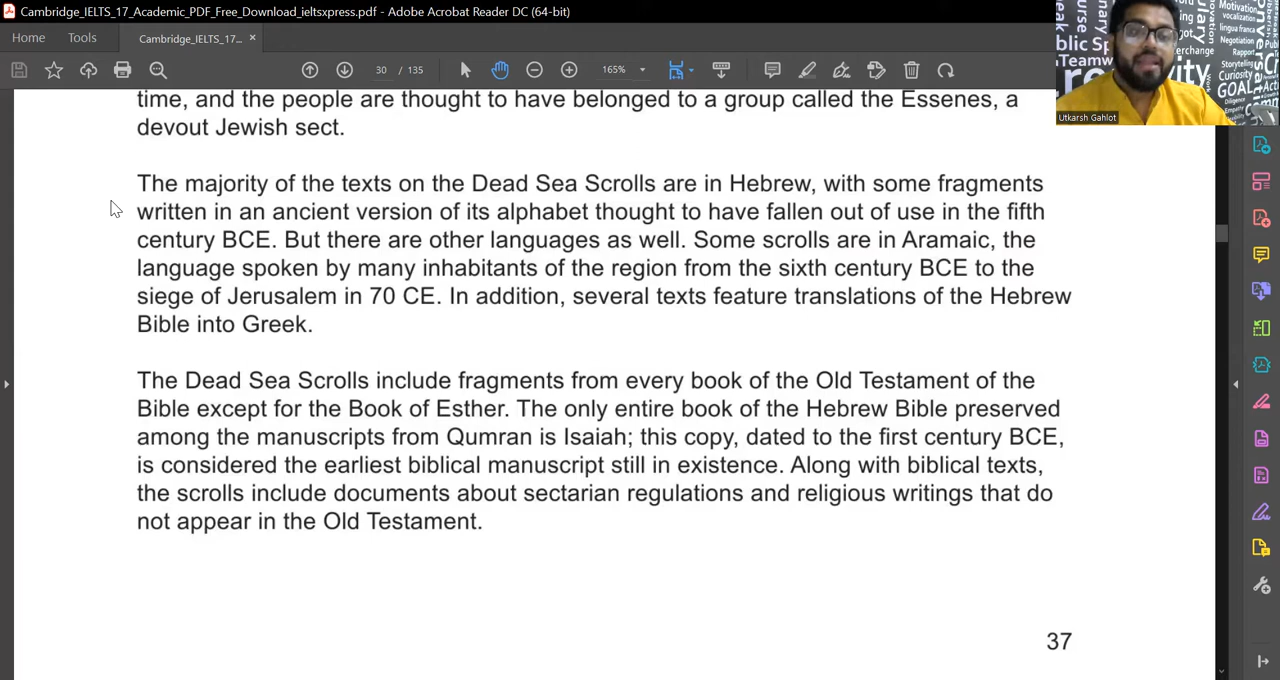 Cambridge_IELTS_17_Academic_PDF_Free_Download_ieltsxpress.pdf - Adobe Acrobat Reader DC (64-bit)
Home
Tools
Cambridge_IELTS_17_... ×
30 / 135
165%
time, and the people are thought to have belonged to a group called the Essenes, a
devout Jewish sect.
The majority of the texts on the Dead Sea Scrolls are in Hebrew, with some fragments
written in an ancient version of its alphabet thought to have fallen out of use in the fifth
century BCE. But there are other languages as well. Some scrolls are in Aramaic, the
language spoken by many inhabitants of the region from the sixth century BCE to the
siege of Jerusalem in 70 CE. In addition, several texts feature translations of the Hebrew
Bible into Greek.
The Dead Sea Scrolls include fragments from every book of the Old Testament of the
Bible except for the Book of Esther. The only entire book of the Hebrew Bible preserved
among the manuscripts from Qumran is Isaiah; this copy, dated to the first century BCE,
is considered the earliest biblical manuscript still in existence. Along with biblical texts,
the scrolls include documents about sectarian regulations and religious writings that do
not appear in the Old Testament.
37
Motivation
vocalization
lingua franca
Negotiation
Rapport
Storytelling
Curiosity
GOAL
Utkarsh Gahlot